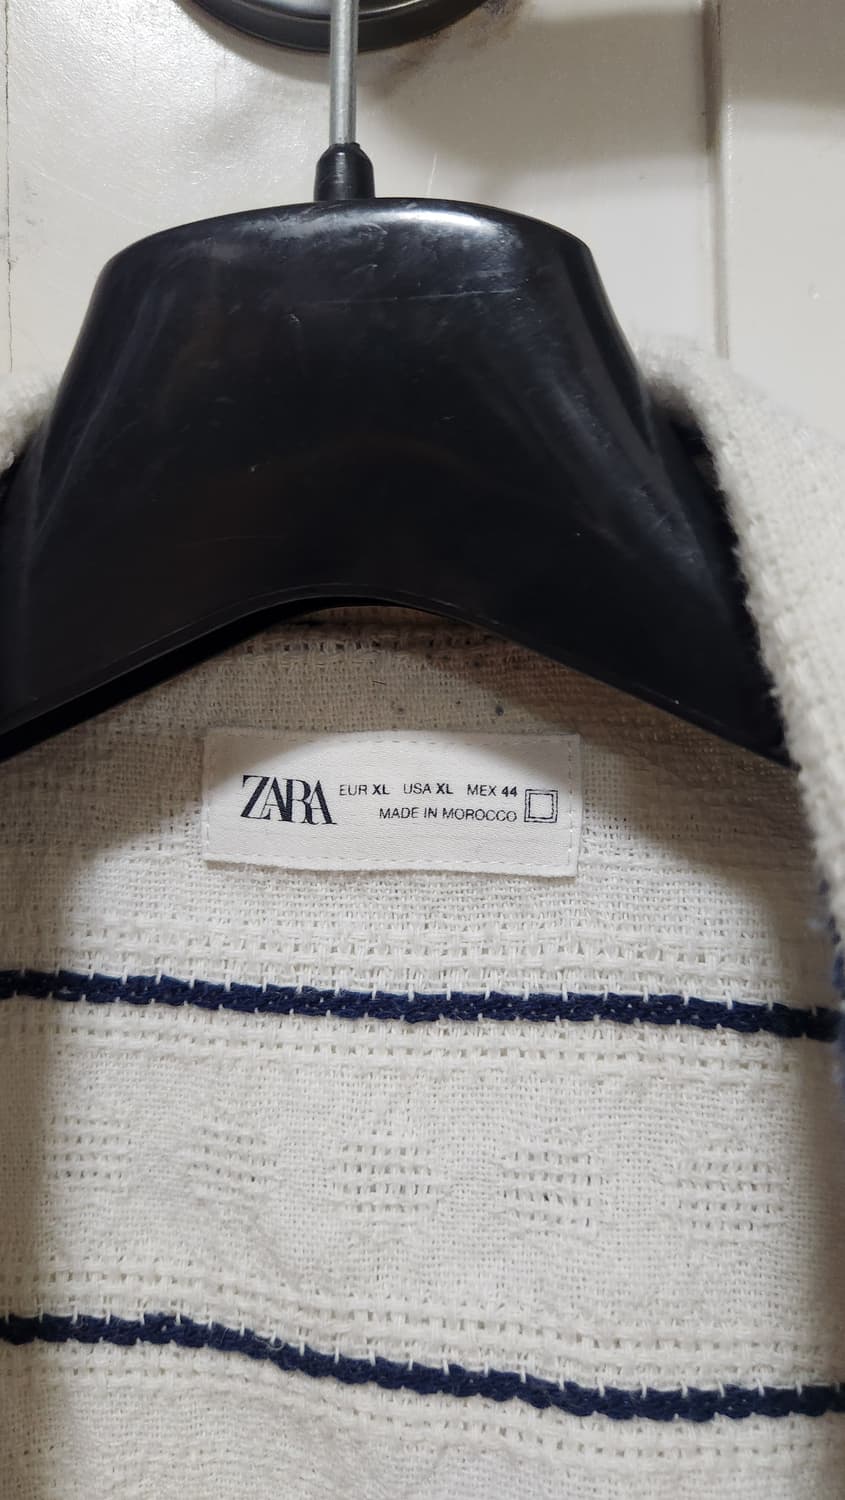 ZARA EUR XL USA XL MEX 44
MADE IN MOROCCO